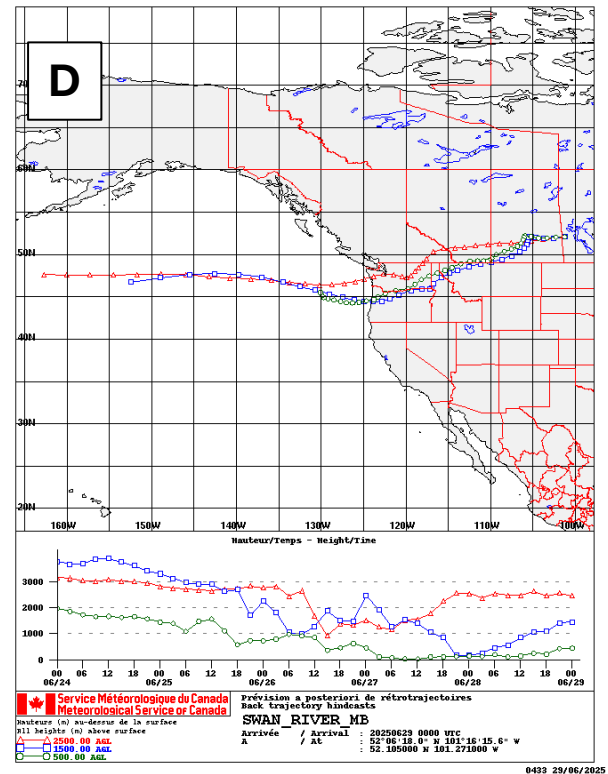 D
70
60N
50N
40N
30N
20N
160W 150W 140W 130W 120W 110W 100W
Hauteur/Temps - Height/Time
3000
2000
1000
0
00 06 12 18 00 06 12 18 00 06 12 18 00 06 12 18 00 06 12 18 00
06/24 06/25 06/26 06/27 06/28 06/29
Service Météorologique du Canada
Meteorological Service of Canada
Hauteurs (m) au-dessus de la surface
All heights (m) above surface
2500.00 AGL
1500.00 AGL
500.00 AGL
Prévision a posteriori de rétrotrajectoires
Back trajectory hindcasts
SWAN_RIVER_MB
Arrivée / Arrival : 20250629 0000 UTC
A / At : 52°06'18.0" N 101°16'15.6" W
: 52.105000 N 101.271000 W
0433 29/06/2025